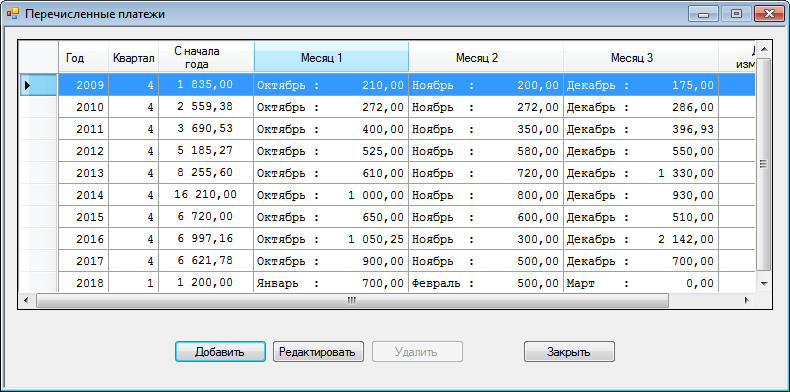 Перечисленные платежи
Год Квартал С начала года Месяц 1 Месяц 2 Месяц 3 Д изм
2009 4 1 835,00 Октябрь : 210,00 Ноябрь : 200,00 Декабрь : 175,00
2010 4 2 559,38 Октябрь : 272,00 Ноябрь : 272,00 Декабрь : 286,00
2011 4 3 690,53 Октябрь : 400,00 Ноябрь : 350,00 Декабрь : 396,93
2012 4 5 185,27 Октябрь : 525,00 Ноябрь : 580,00 Декабрь : 550,00
2013 4 8 255,60 Октябрь : 610,00 Ноябрь : 720,00 Декабрь : 1 330,00
2014 4 16 210,00 Октябрь : 1 000,00 Ноябрь : 800,00 Декабрь : 930,00
2015 4 6 720,00 Октябрь : 650,00 Ноябрь : 600,00 Декабрь : 510,00
2016 4 6 997,16 Октябрь : 1 050,25 Ноябрь : 300,00 Декабрь : 2 142,00
2017 4 6 621,78 Октябрь : 900,00 Ноябрь : 500,00 Декабрь : 700,00
2018 1 1 200,00 Январь : 700,00 Февраль : 500,00 Март : 0,00
Добавить Редактировать Удалить Закрыть